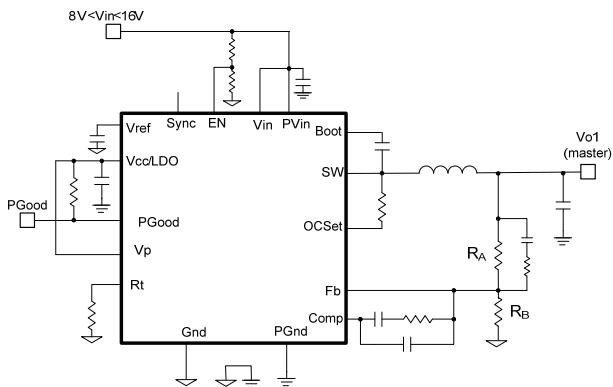 8V<Vin<16V
Sync
EN
Vin
PVin
Vref
Boot
Vcc/LDO
SW
Vo1
(master)
PGood
PGood
OCSet
Vp
RA
Rt
Fb
RB
Comp
Gnd
PGnd